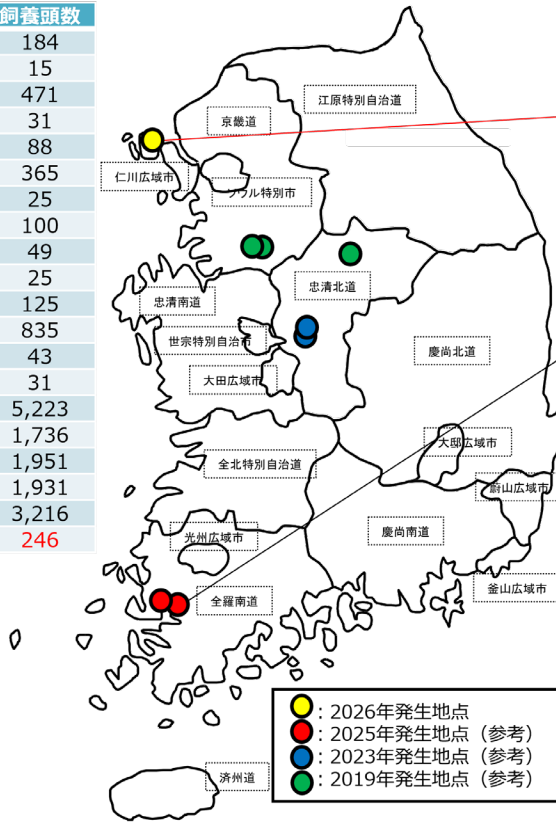 飼養頭数
184
15
471
31
88
365
25
100
49
25
125
835
43
31
5,223
1,736
1,951
1,931
3,216
246
江原特別自治道
京畿道
仁川広域市
ソウル特別市
忠清北道
忠清南道
世宗特別自治市
慶尚北道
大田広域市
大邸広域市
全北特別自治道
蔚山広域市
光州広域市
慶尚南道
釜山広域市
全羅南道
済州道
：2026年発生地点
：2025年発生地点（参考）
：2023年発生地点（参考）
：2019年発生地点（参考）